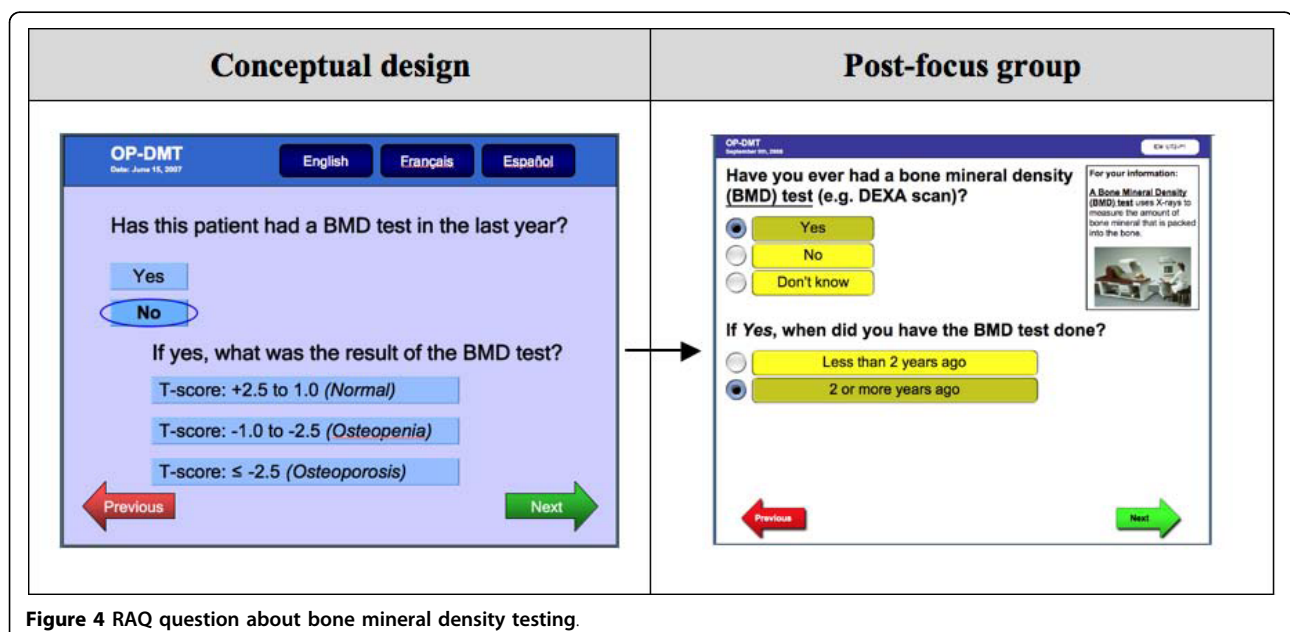 Conceptual design
Post-focus group
OP-DMT
Date: June 15, 2007
English
Français
Español
Has this patient had a BMD test in the last year?
Yes
No
If yes, what was the result of the BMD test?
T-score: +2.5 to 1.0 (Normal)
T-score: -1.0 to -2.5 (Osteopenia)
T-score: ≤ -2.5 (Osteoporosis)
Previous
Next
OP-DMT
September 9th, 2008
Have you ever had a bone mineral density
(BMD) test (e.g. DEXA scan)?
Yes
No
Don't know
For your information:
A Bone Mineral Density
(BMD) test uses X-rays to
measure the amount of
bone mineral that is packed
into the bone.
If Yes, when did you have the BMD test done?
Less than 2 years ago
2 or more years ago
Previous
Next
Figure 4 RAQ question about bone mineral density testing.